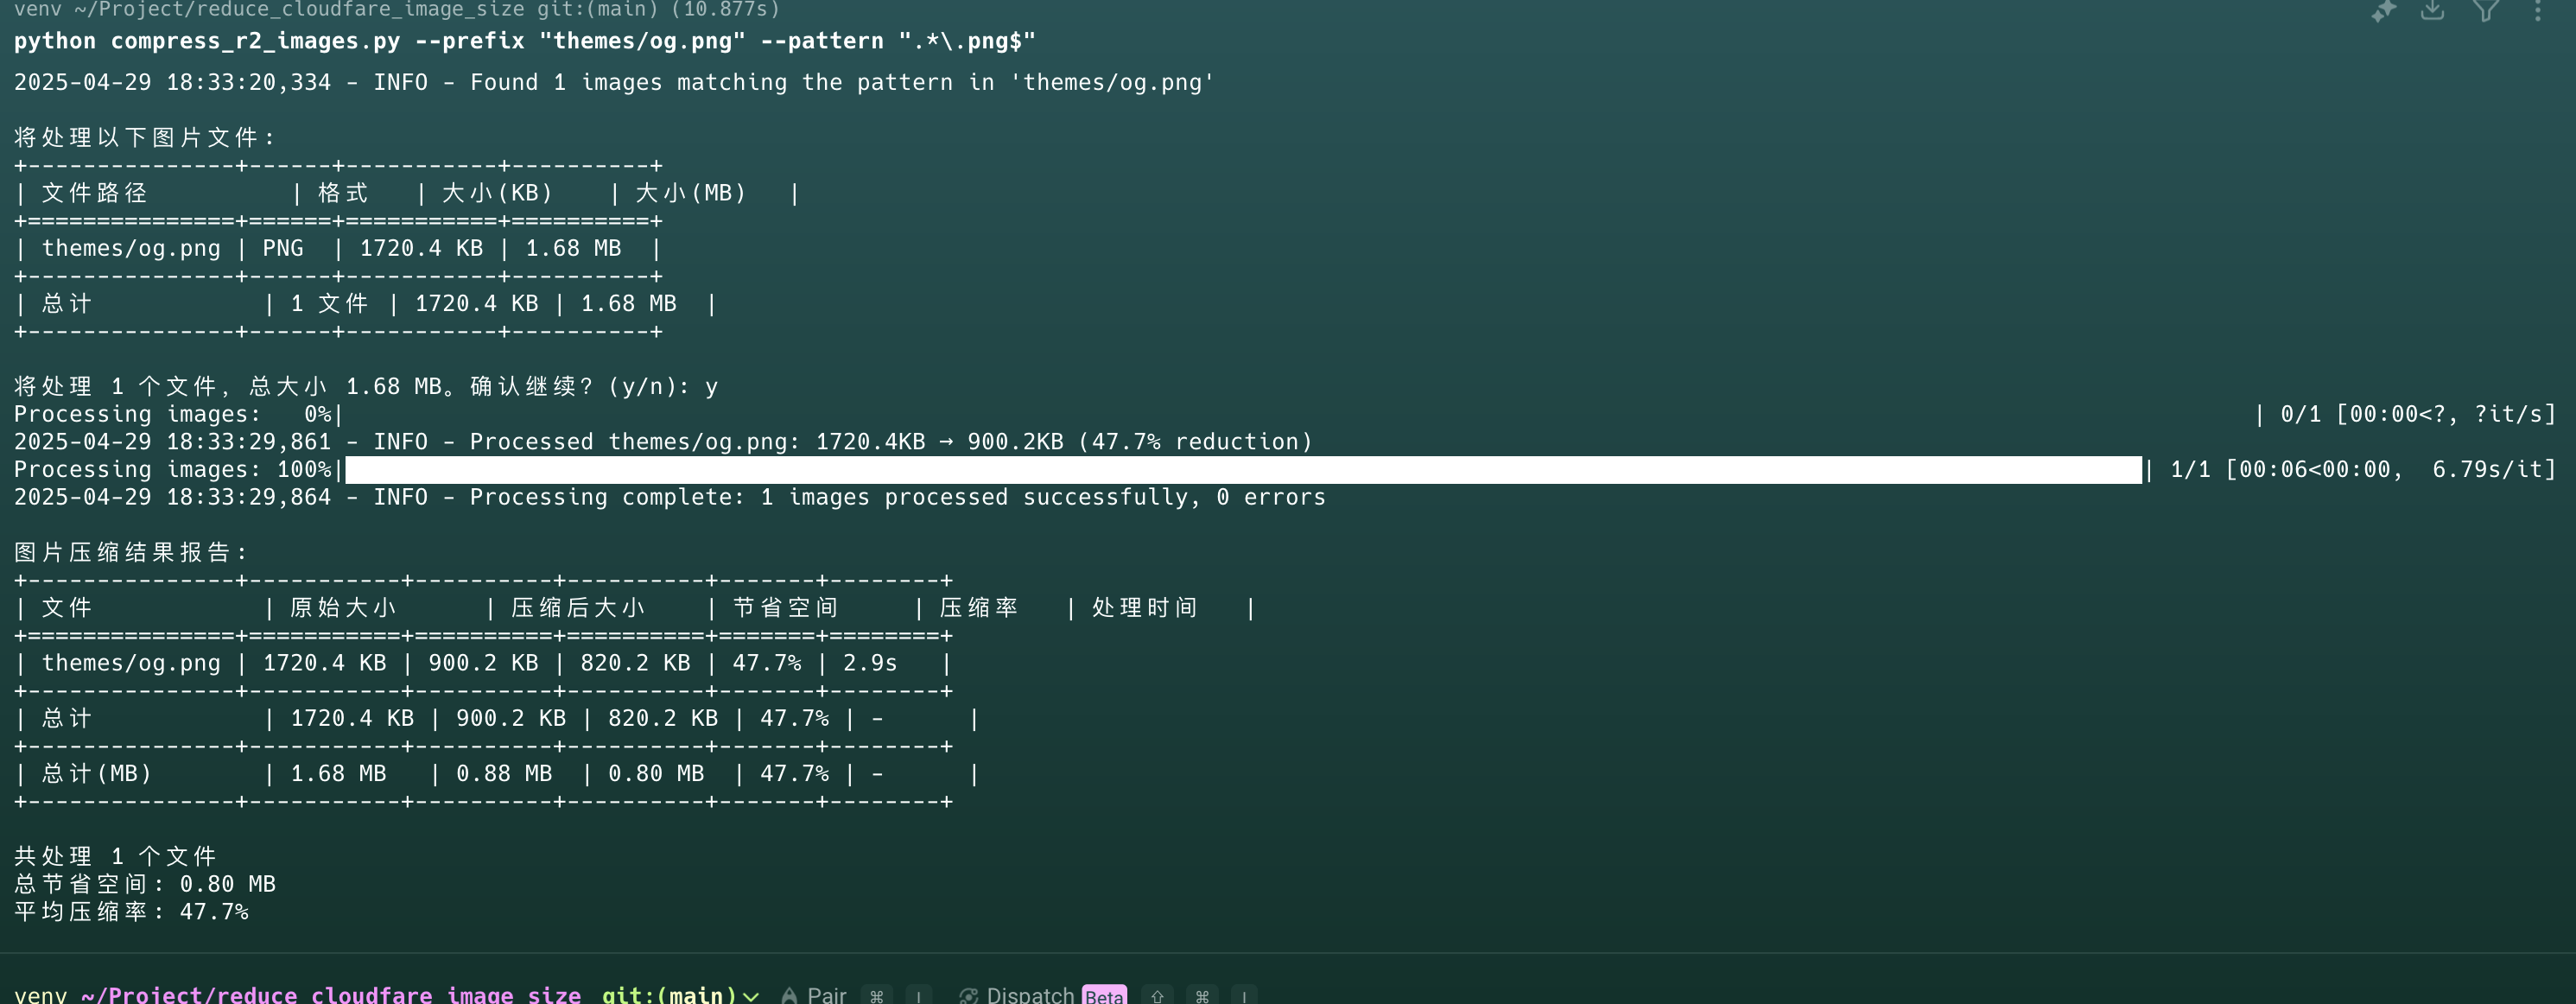 venv ~/Project/reduce_cloudfare_image_size git:(main) (10.877s)
python compress_r2_images.py --prefix "themes/og.png" --pattern ".*\.png$"
2025-04-29 18:33:20,334 - INFO - Found 1 images matching the pattern in 'themes/og.png'
将处理以下图片文件:
+---------------+------+-----------+----------+
| 文件路径 | 格式 | 大小(KB) | 大小(MB) |
+===============+======+===========+==========+
| themes/og.png | PNG | 1720.4 KB | 1.68 MB |
+---------------+------+-----------+----------+
| 总计 | 1 文件 | 1720.4 KB | 1.68 MB |
+---------------+------+-----------+----------+
将处理 1 个文件, 总大小 1.68 MB。确认继续? (y/n): y
Processing images: 0%| | 0/1 [00:00<?, ?it/s]
2025-04-29 18:33:29,861 - INFO - Processed themes/og.png: 1720.4KB → 900.2KB (47.7% reduction)
Processing images: 100%| | 1/1 [00:06<00:00, 6.79s/it]
2025-04-29 18:33:29,864 - INFO - Processing complete: 1 images processed successfully, 0 errors
图片压缩结果报告:
+---------------+-----------+----------+----------+-------+--------+
| 文件 | 原始大小 | 压缩后大小 | 节省空间 | 压缩率 | 处理时间 |
+===============+===========+==========+==========+=======+========+
| themes/og.png | 1720.4 KB | 900.2 KB | 820.2 KB | 47.7% | 2.9s |
+---------------+-----------+----------+----------+-------+--------+
| 总计 | 1720.4 KB | 900.2 KB | 820.2 KB | 47.7% | - |
+---------------+-----------+----------+----------+-------+--------+
| 总计(MB) | 1.68 MB | 0.88 MB | 0.80 MB | 47.7% | - |
+---------------+-----------+----------+----------+-------+--------+
共处理 1 个文件
总节省空间: 0.80 MB
平均压缩率: 47.7%
venv ~/Project/reduce_cloudfare_image_size git:(main) Pair ⌘ I Dispatch Beta ⇧ ⌘ I